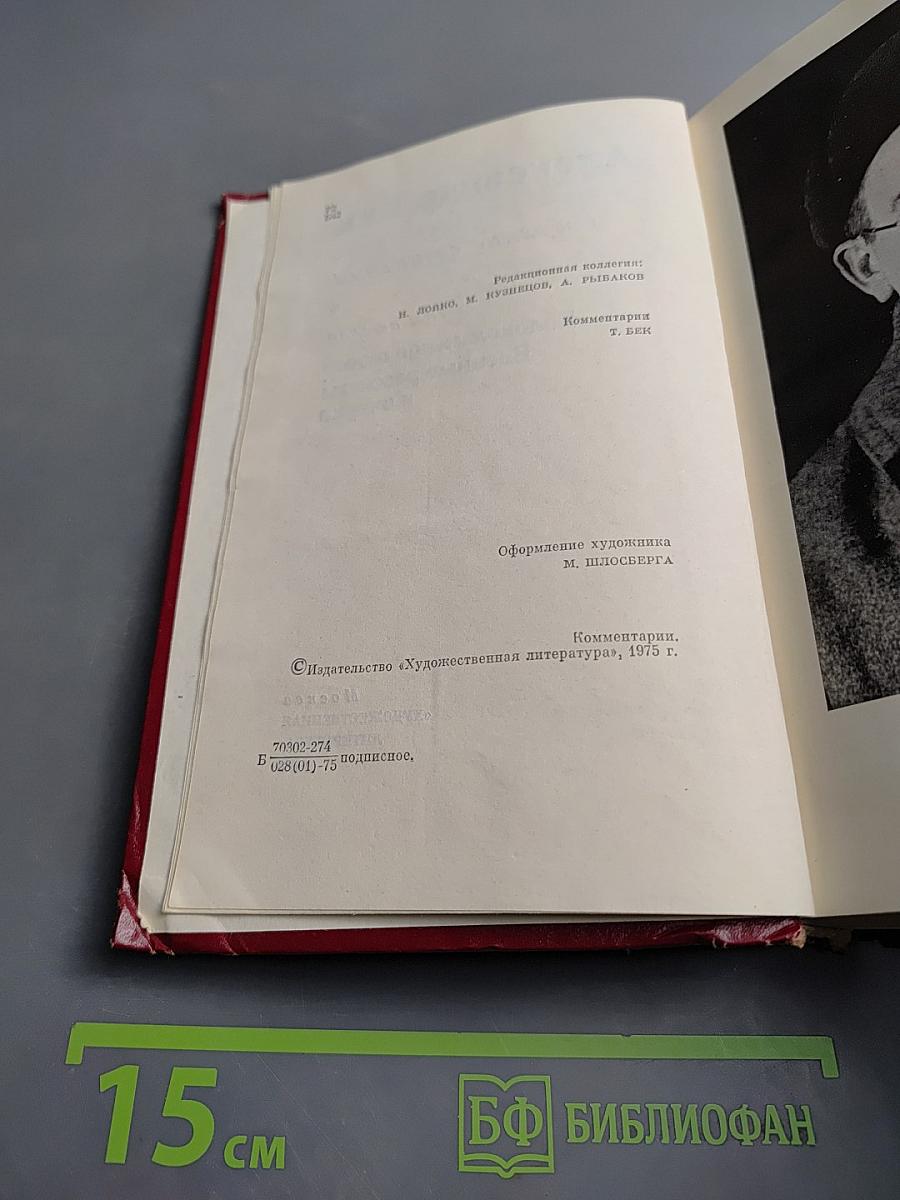 Р2
Редакционная коллегия:
Н. ЛОЙКО, М. КУЗНЕЦОВ, А. РЫБАКОВ
Комментарии
Т. БЕК
Оформление художника
М. ШЛОСБЕРГА
Комментарии.
©Издательство «Художественная литература», 1975 г.
Б 70302-274
028(01)-75 подписное.
15 см
БФ БИБЛИОФАН